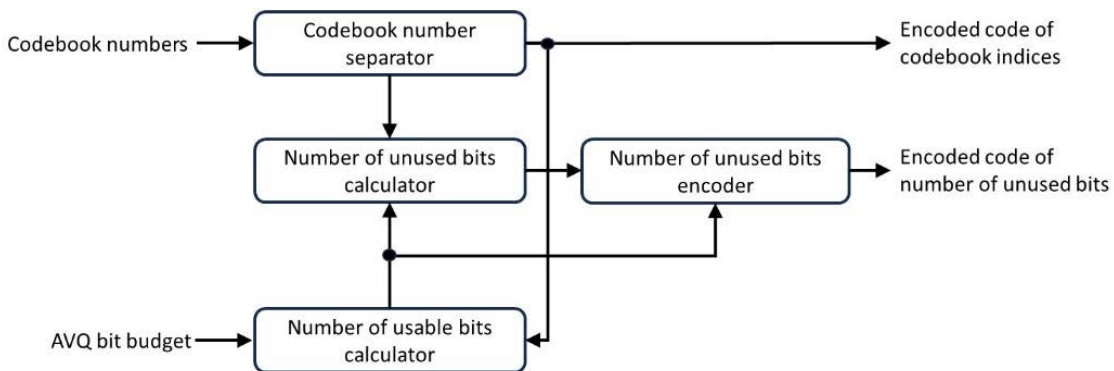 Codebook numbers
Codebook number
separator
Encoded code of
codebook indices
Number of unused bits
calculator
Number of unused bits
encoder
Encoded code of
number of unused bits
AVQ bit budget
Number of usable bits
calculator